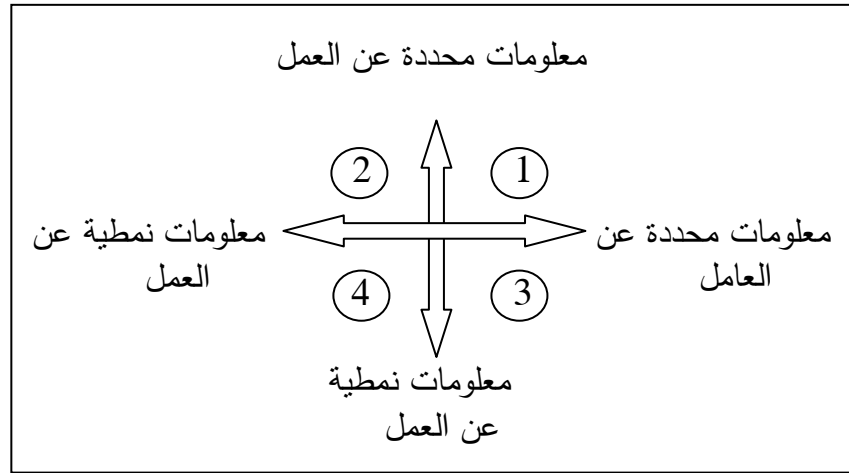 معلومات محددة عن العمل
2
1
معلومات محددة عن
العامل
معلومات نمطية عن
العمل
4
3
معلومات نمطية
عن العمل